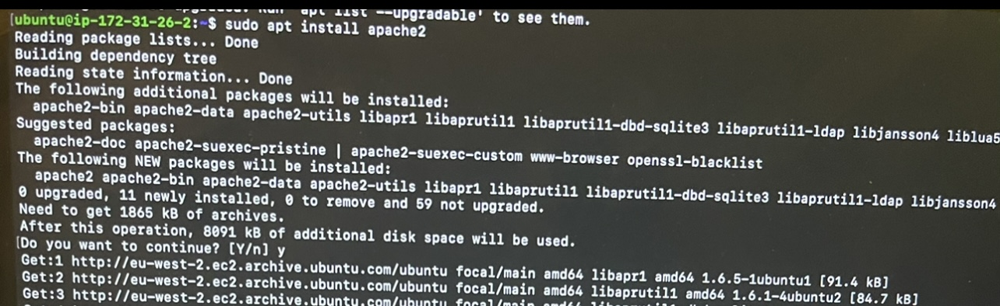 apt list --upgradable' to see them.
[ubuntu@ip-172-31-26-2:~$ sudo apt install apache2
Reading package lists... Done
Building dependency tree
Reading state information... Done
The following additional packages will be installed:
apache2-bin apache2-data apache2-utils libapr1 libaprutil1 libaprutil1-dbd-sqlite3 libaprutil1-ldap libjansson4 liblua5
Suggested packages:
apache2-doc apache2-suexec-pristine | apache2-suexec-custom www-browser openssl-blacklist
The following NEW packages will be installed:
apache2 apache2-bin apache2-data apache2-utils libapr1 libaprutil1 libaprutil1-dbd-sqlite3 libaprutil1-ldap libjansson4
0 upgraded, 11 newly installed, 0 to remove and 59 not upgraded.
Need to get 1865 kB of archives.
After this operation, 8091 kB of additional disk space will be used.
[Do you want to continue? [Y/n] y
Get:1 http://eu-west-2.ec2.archive.ubuntu.com/ubuntu focal/main amd64 libapr1 amd64 1.6.5-1ubuntu1 [91.4 kB]
Get:2 http://eu-west-2.ec2.archive.ubuntu.com/ubuntu focal/main amd64 libaprutil1 amd64 1.6.1-4ubuntu2 [84.7 kB]
Get:3 http://eu-west-2.ec2.archive.ubuntu.com/ubuntu focal/main